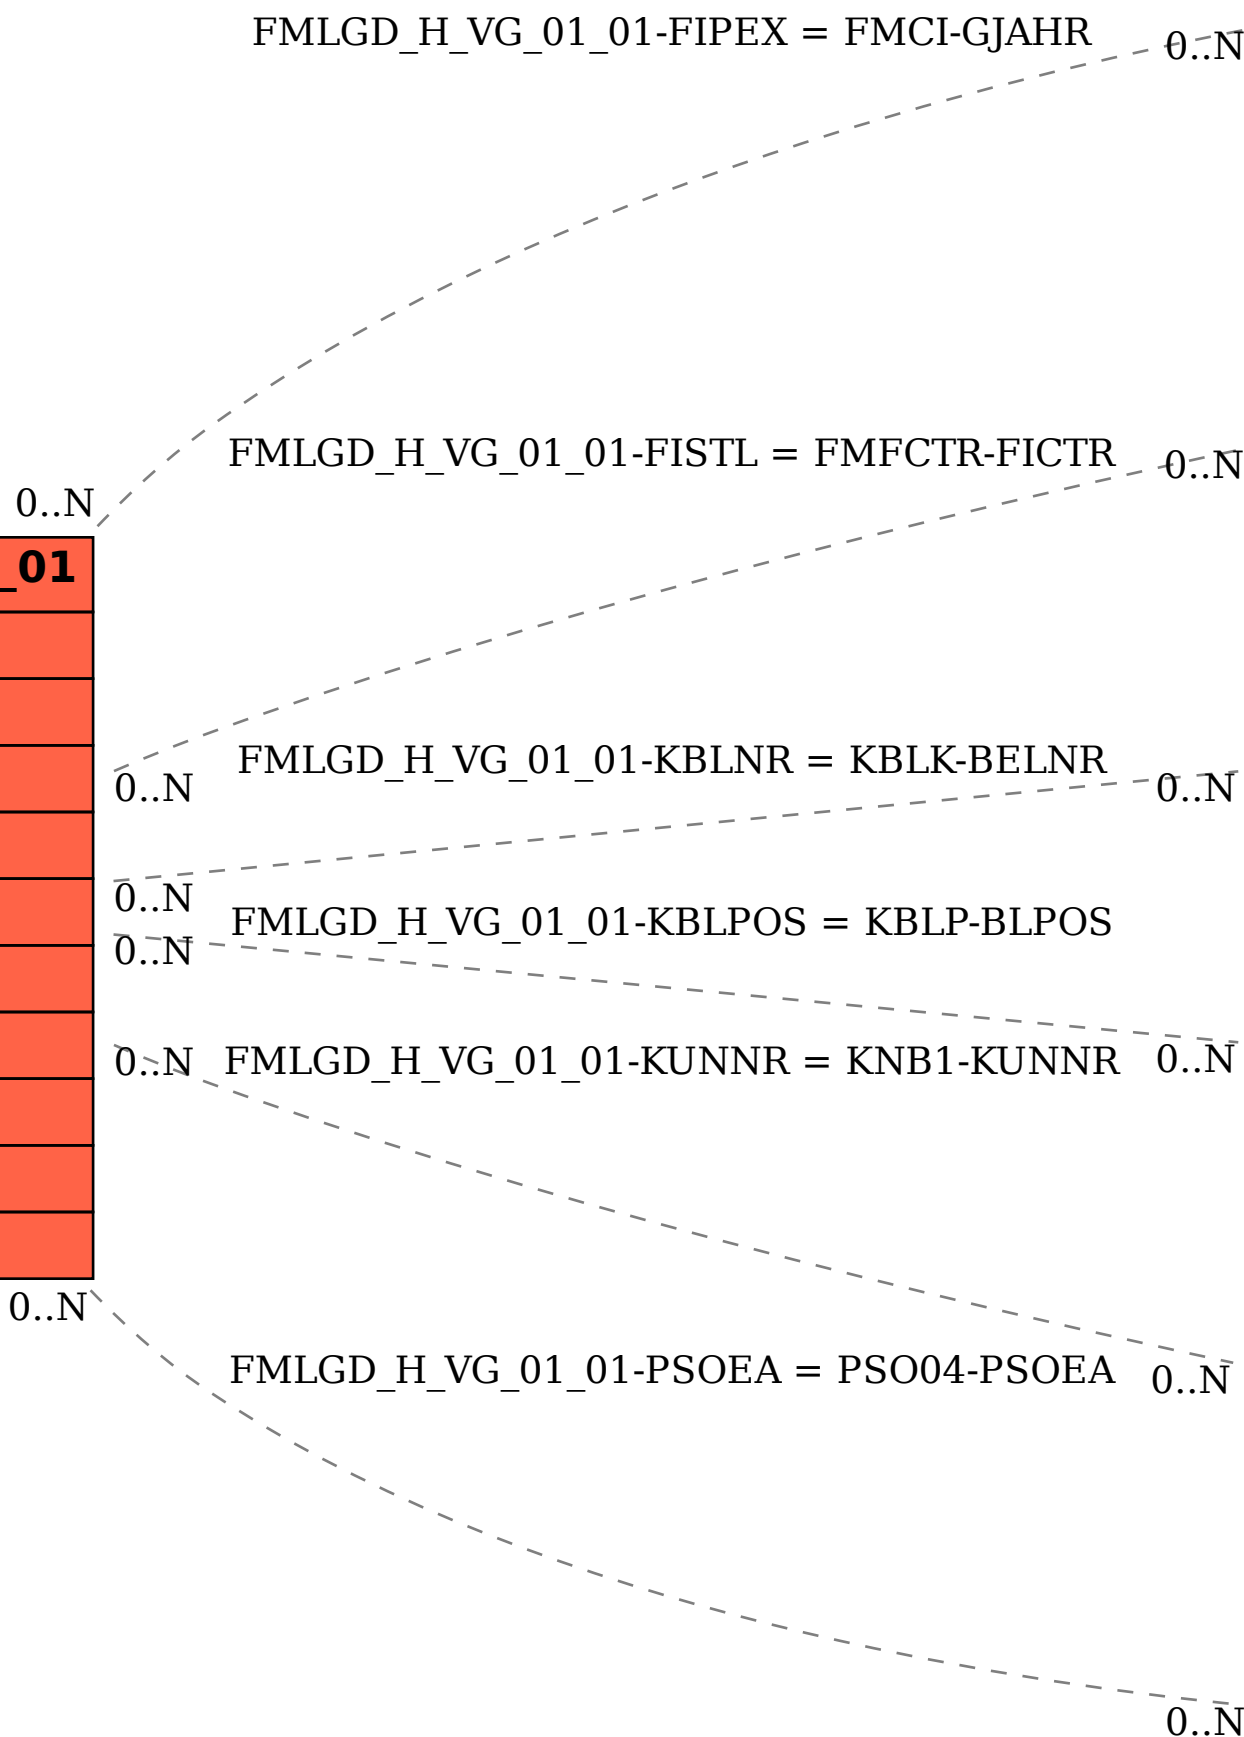 FMLGD_H_VG_01_01-FIPEX = FMCI-GJAHR
0..N
FMLGD_H_VG_01_01-FISTL = FMFCTR-FICTR
0..N
0..N
_01
FMLGD_H_VG_01_01-KBLNR = KBLK-BELNR
0..N
0..N
0..N
FMLGD_H_VG_01_01-KBLPOS = KBLP-BLPOS
0..N
0..N
FMLGD_H_VG_01_01-KUNNR = KNB1-KUNNR
0..N
0..N
FMLGD_H_VG_01_01-PSOEA = PSO04-PSOEA
0..N
0..N